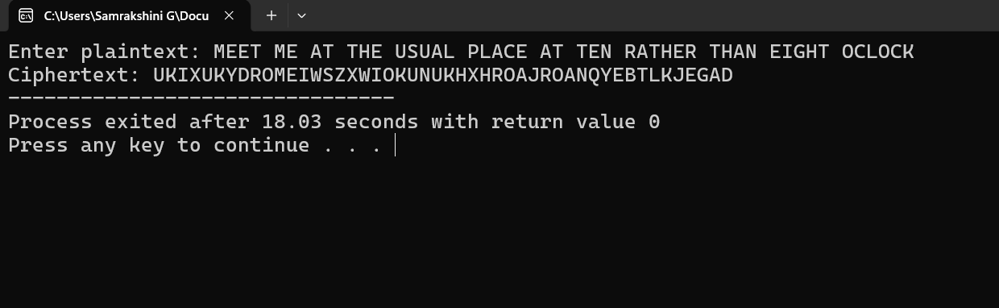 C:\Users\Samrakshini G\Docu
Enter plaintext: MEET ME AT THE USUAL PLACE AT TEN RATHER THAN EIGHT OCLOCK
Ciphertext: UKIXUKYDROMEIWSZXWIOKUNUKHXHROAJROANQYEBTLKJEGAD
--------------------------------
Process exited after 18.03 seconds with return value 0
Press any key to continue . . .